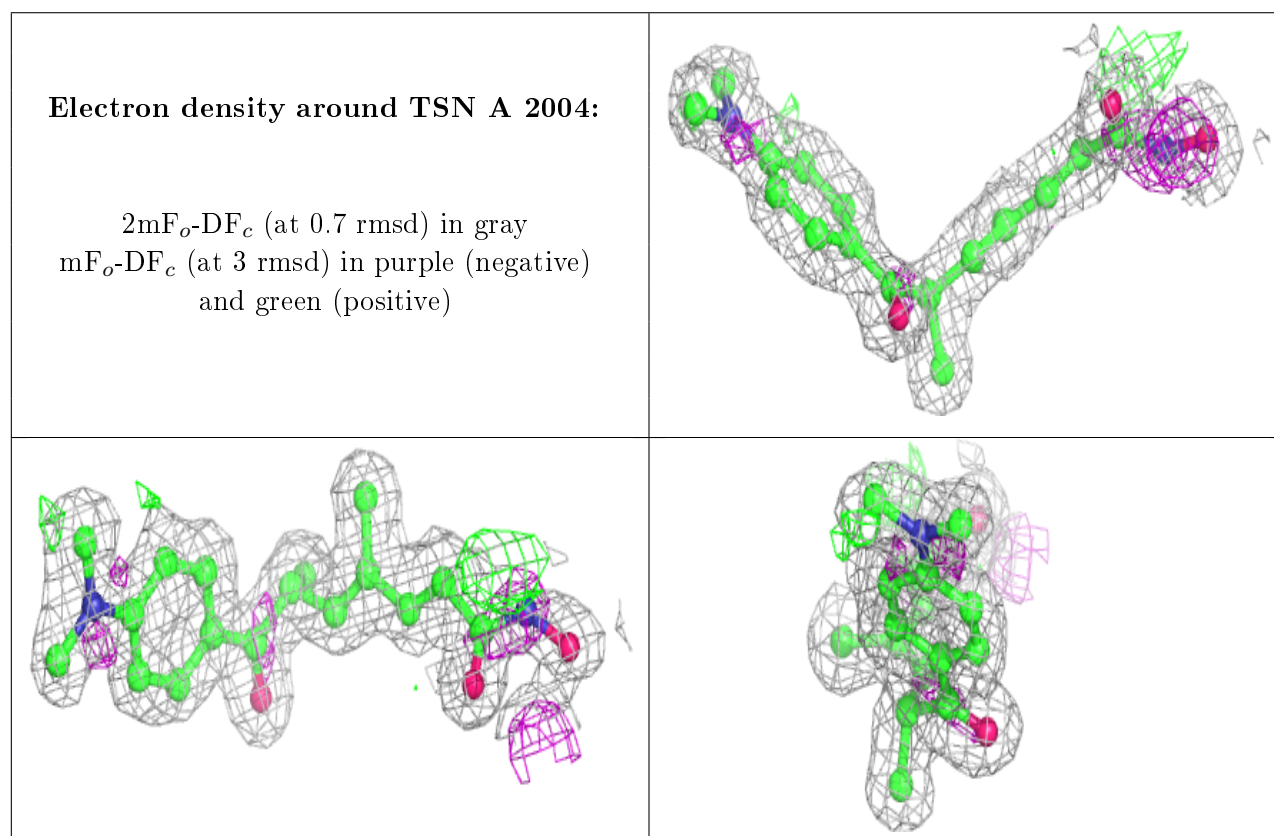 Electron density around TSN A 2004:
2mFo-DFc (at 0.7 rmsd) in gray
mFo-DFc (at 3 rmsd) in purple (negative)
and green (positive)